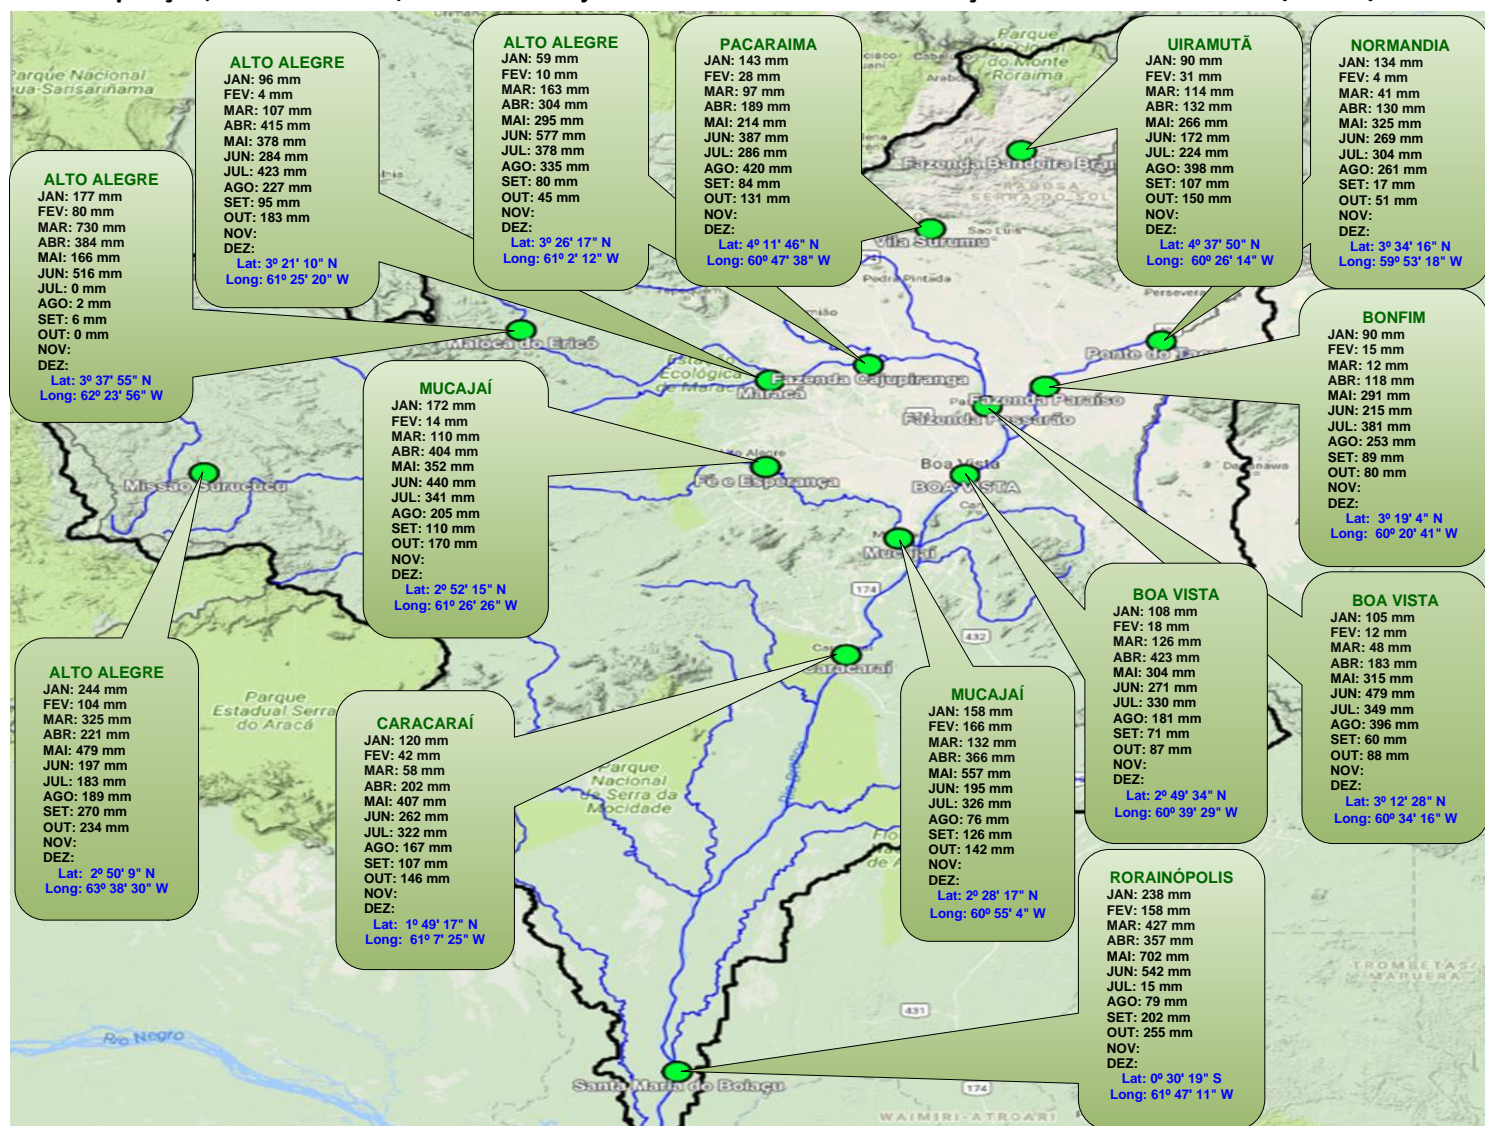 ALTO ALEGRE
JAN: 96 mm
FEV: 4 mm
MAR: 107 mm
ABR: 415 mm
MAI: 378 mm
JUN: 284 mm
JUL: 423 mm
AGO: 227 mm
SET: 95 mm
OUT: 183 mm
NOV:
DEZ:
Lat: 3º 21' 10" N
Long: 61º 25' 20" W
ALTO ALEGRE
JAN: 59 mm
FEV: 10 mm
MAR: 163 mm
ABR: 304 mm
MAI: 295 mm
JUN: 577 mm
JUL: 378 mm
AGO: 335 mm
SET: 80 mm
OUT: 45 mm
NOV:
DEZ:
Lat: 3º 26' 17" N
Long: 61º 2' 12" W
PACARAIMA
JAN: 143 mm
FEV: 28 mm
MAR: 97 mm
ABR: 189 mm
MAI: 214 mm
JUN: 387 mm
JUL: 286 mm
AGO: 420 mm
SET: 84 mm
OUT: 131 mm
NOV:
DEZ:
Lat: 4º 11' 46" N
Long: 60º 47' 38" W
UIRAMUTÃ
JAN: 90 mm
FEV: 31 mm
MAR: 114 mm
ABR: 132 mm
MAI: 266 mm
JUN: 172 mm
JUL: 224 mm
AGO: 398 mm
SET: 107 mm
OUT: 150 mm
NOV:
DEZ:
Lat: 4º 37' 50" N
Long: 60º 26' 14" W
NORMANDIA
JAN: 134 mm
FEV: 4 mm
MAR: 41 mm
ABR: 130 mm
MAI: 325 mm
JUN: 269 mm
JUL: 304 mm
AGO: 261 mm
SET: 17 mm
OUT: 51 mm
NOV:
DEZ:
Lat: 3º 34' 16" N
Long: 59º 53' 18" W
ALTO ALEGRE
JAN: 177 mm
FEV: 80 mm
MAR: 730 mm
ABR: 384 mm
MAI: 166 mm
JUN: 516 mm
JUL: 0 mm
AGO: 2 mm
SET: 6 mm
OUT: 0 mm
NOV:
DEZ:
Lat: 3º 37' 55" N
Long: 62º 23' 56" W
BONFIM
JAN: 90 mm
FEV: 15 mm
MAR: 12 mm
ABR: 118 mm
MAI: 291 mm
JUN: 215 mm
JUL: 381 mm
AGO: 253 mm
SET: 89 mm
OUT: 80 mm
NOV:
DEZ:
Lat: 3º 19' 4" N
Long: 60º 20' 41" W
MUCAJAÍ
JAN: 172 mm
FEV: 14 mm
MAR: 110 mm
ABR: 404 mm
MAI: 352 mm
JUN: 440 mm
JUL: 341 mm
AGO: 205 mm
SET: 110 mm
OUT: 170 mm
NOV:
DEZ:
Lat: 2º 52' 15" N
Long: 61º 26' 26" W
ALTO ALEGRE
JAN: 244 mm
FEV: 104 mm
MAR: 325 mm
ABR: 221 mm
MAI: 479 mm
JUN: 197 mm
JUL: 183 mm
AGO: 189 mm
SET: 270 mm
OUT: 234 mm
NOV:
DEZ:
Lat: 2º 50' 9" N
Long: 63º 38' 30" W
CARACARAÍ
JAN: 120 mm
FEV: 42 mm
MAR: 58 mm
ABR: 202 mm
MAI: 407 mm
JUN: 262 mm
JUL: 322 mm
AGO: 167 mm
SET: 107 mm
OUT: 146 mm
NOV:
DEZ:
Lat: 1º 49' 17" N
Long: 61º 7' 25" W
MUCAJAÍ
JAN: 158 mm
FEV: 166 mm
MAR: 132 mm
ABR: 366 mm
MAI: 557 mm
JUN: 195 mm
JUL: 326 mm
AGO: 76 mm
SET: 126 mm
OUT: 142 mm
NOV:
DEZ:
Lat: 2º 28' 17" N
Long: 60º 55' 4" W
BOA VISTA
JAN: 108 mm
FEV: 18 mm
MAR: 126 mm
ABR: 423 mm
MAI: 304 mm
JUN: 271 mm
JUL: 330 mm
AGO: 181 mm
SET: 71 mm
OUT: 87 mm
NOV:
DEZ:
Lat: 2º 49' 34" N
Long: 60º 39' 29" W
BOA VISTA
JAN: 105 mm
FEV: 12 mm
MAR: 48 mm
ABR: 183 mm
MAI: 315 mm
JUN: 479 mm
JUL: 349 mm
AGO: 396 mm
SET: 60 mm
OUT: 88 mm
NOV:
DEZ:
Lat: 3º 12' 28" N
Long: 60º 34' 16" W
RORAINÓPOLIS
JAN: 238 mm
FEV: 158 mm
MAR: 427 mm
ABR: 357 mm
MAI: 702 mm
JUN: 542 mm
JUL: 15 mm
AGO: 79 mm
SET: 202 mm
OUT: 255 mm
NOV:
DEZ:
Lat: 0º 30' 19" S
Long: 61º 47' 11" W
Parque Nacional
Parque
do Monte
Roraima
Fazenda Bandeira
RAPOSA
SERRA DO SOL
Vila Surumu
Sao Luis
Pedra Pintada
Maloca do Ericó
Ponte do
Ecológica
de Maracá
Maracá
Fazenda Cajupiranga
Fazenda Paraíso
Fazenda Passarão
Missão Surucucu
Fé e Esperança
Boa Vista
BOA VISTA
Mucajaí
174
432
Caracaraí
Parque
Estadual Serra
do Aracá
Parque
Nacional
da Serra da
Mocidade
Rio Branco
Rio Negro
431
174
Santa Maria do Boiaçu
TROMBETAS/
MAPUERA
WAIMIRI-ATROARI